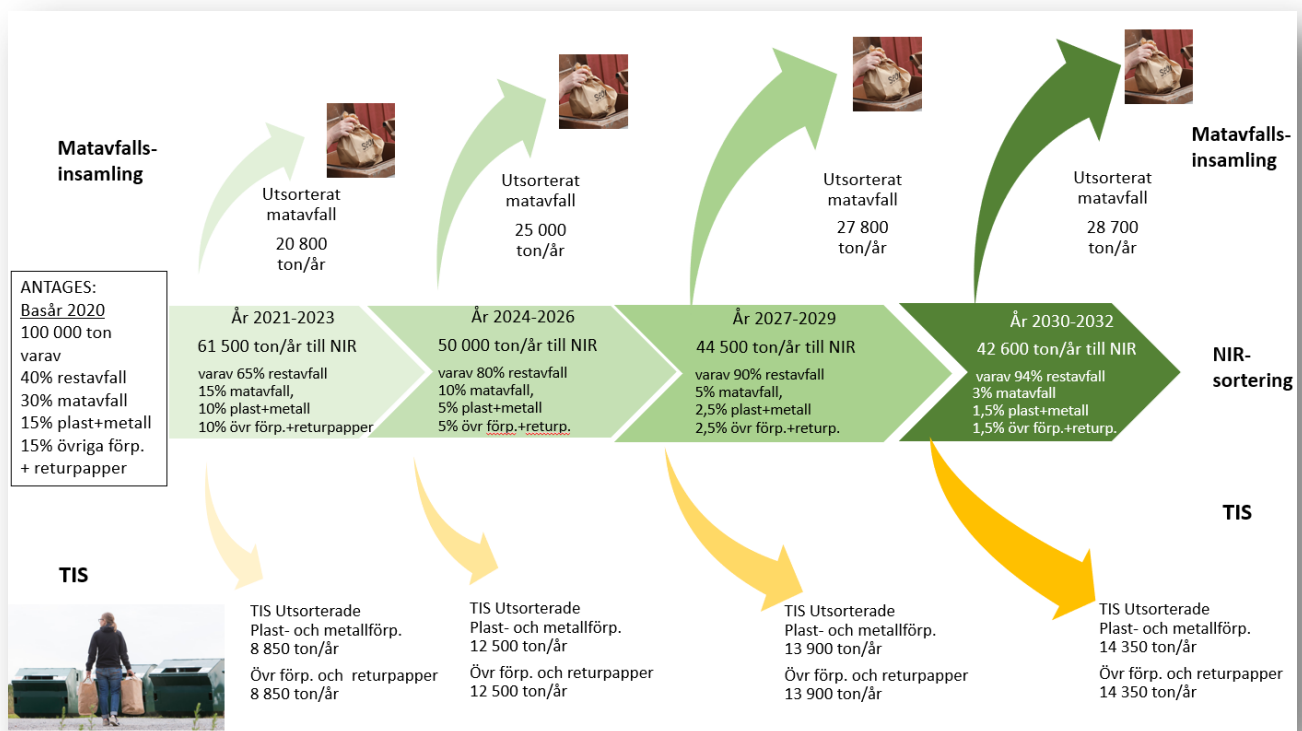 Matavfalls-
insamling
Utsorterat
matavfall
20 800
ton/år
Utsorterat
matavfall
25 000
ton/år
Utsorterat
matavfall
27 800
ton/år
Utsorterat
matavfall
28 700
ton/år
Matavfalls-
insamling
ANTAGES:
Basår 2020
100 000 ton
varav
40% restavfall
30% matavfall
15% plast+metall
15% övriga förp.
+ returpapper
År 2021-2023
61 500 ton/år till NIR
varav 65% restavfall
15% matavfall,
10% plast+metall
10% övr förp.+returpapper
År 2024-2026
50 000 ton/år till NIR
varav 80% restavfall
10% matavfall,
5% plast+metall
5% övr förp.+returp.
År 2027-2029
44 500 ton/år till NIR
varav 90% restavfall
5% matavfall,
2,5% plast+metall
2,5% övr förp.+returp.
År 2030-2032
42 600 ton/år till NIR
varav 94% restavfall
3% matavfall
1,5% plast+metall
1,5% övr förp.+returp.
NIR-
sortering
TIS
TIS
TIS Utsorterade
Plast- och metallförp.
8 850 ton/år
Övr förp. och returpapper
8 850 ton/år
TIS Utsorterade
Plast- och metallförp.
12 500 ton/år
Övr förp. och returpapper
12 500 ton/år
TIS Utsorterade
Plast- och metallförp.
13 900 ton/år
Övr förp. och returpapper
13 900 ton/år
TIS Utsorterade
Plast- och metallförp.
14 350 ton/år
Övr förp. och returpapper
14 350 ton/år